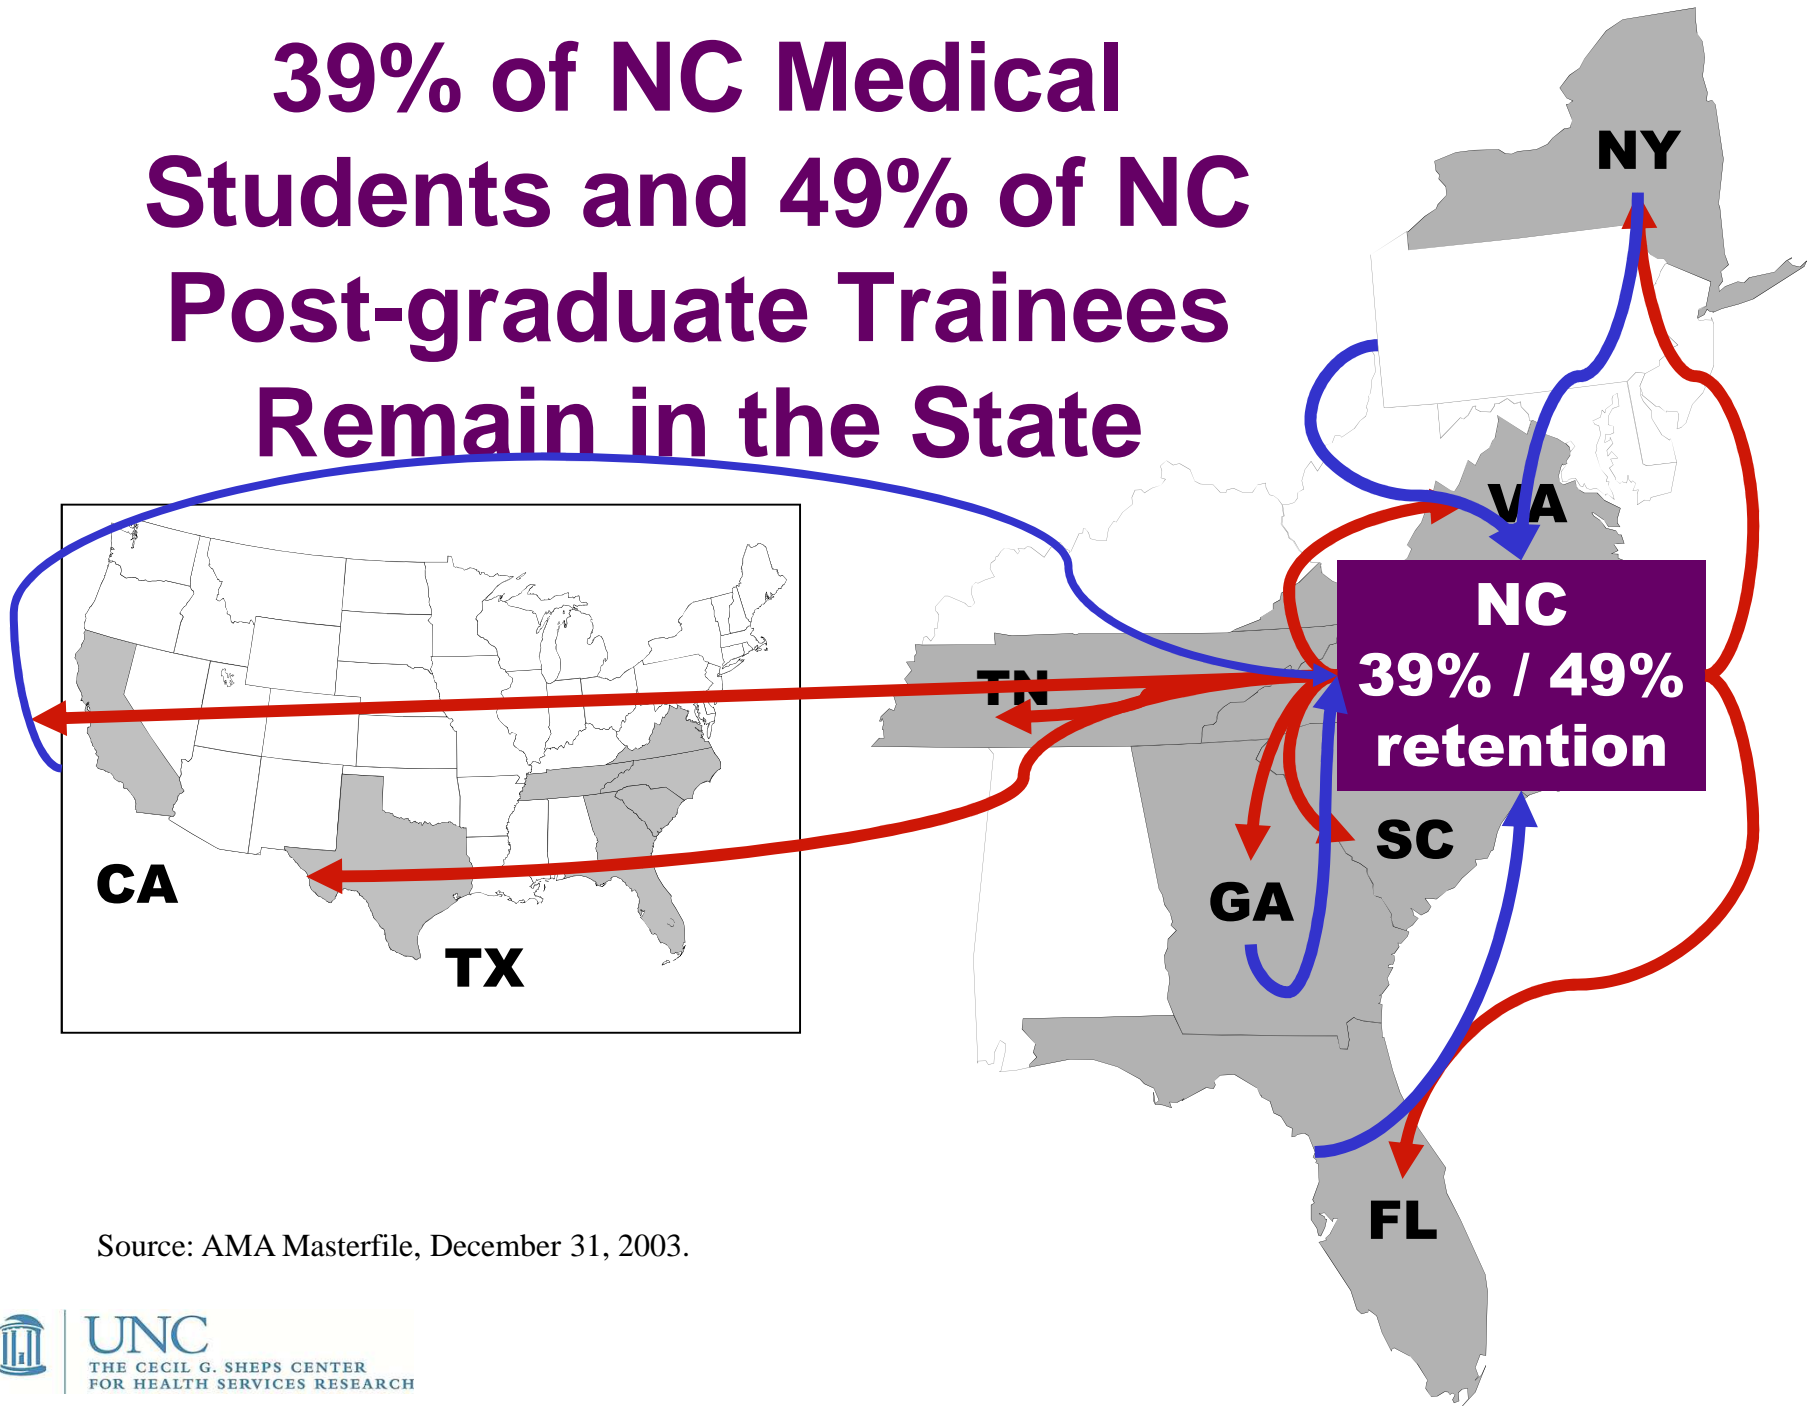 39% of NC Medical
Students and 49% of NC
Post-graduate Trainees
Remain in the State
NY
VA
NC
39% / 49%
retention
TN
SC
GA
CA
TX
FL
Source: AMA Masterfile, December 31, 2003.
UNC
THE CECIL G. SHEPS CENTER
FOR HEALTH SERVICES RESEARCH